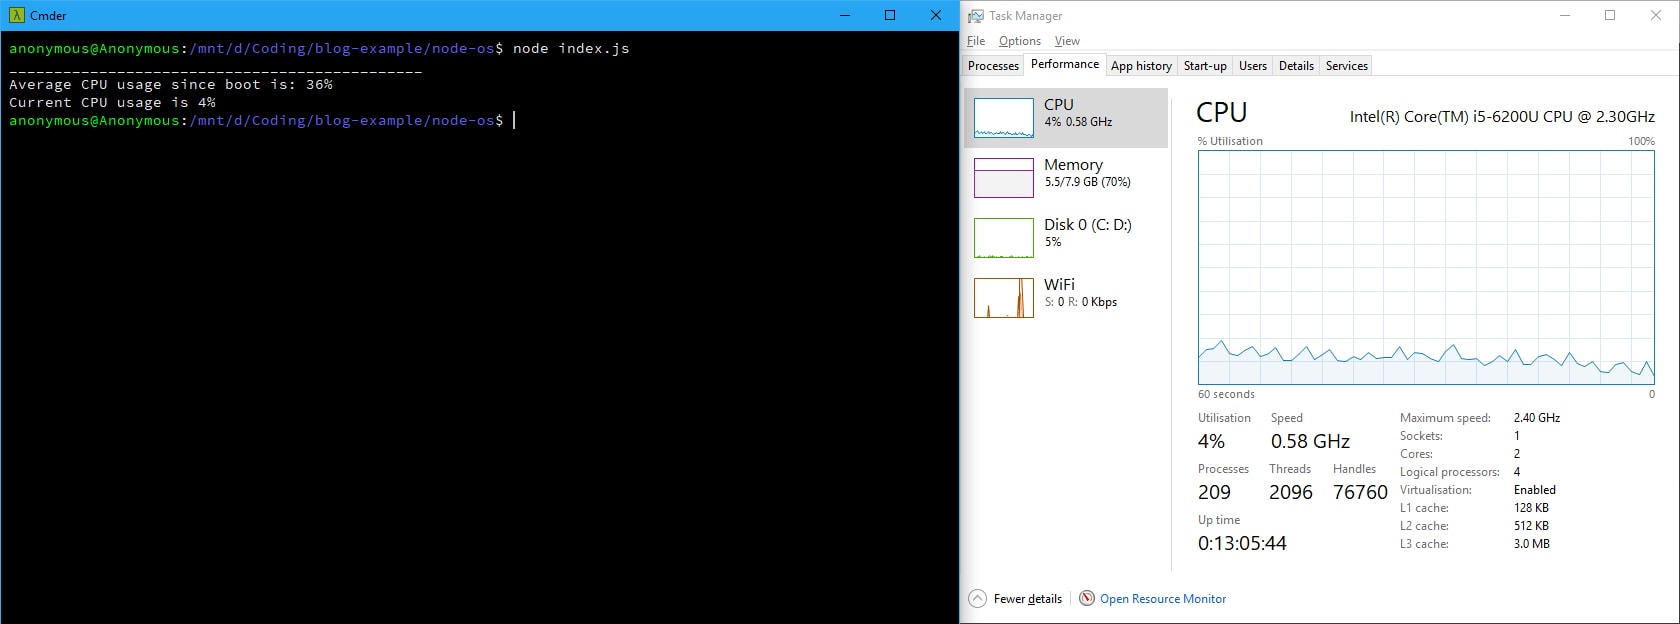 Cmder
anonymous@Anonymous:/mnt/d/Coding/blog-example/node-os$ node index.js
______________________________________________
Average CPU usage since boot is: 36%
Current CPU usage is 4%
anonymous@Anonymous:/mnt/d/Coding/blog-example/node-os$
Task Manager
File Options View
Processes Performance App history Start-up Users Details Services
CPU
4% 0.58 GHz
Memory
5.5/7.9 GB (70%)
Disk 0 (C: D:)
5%
WiFi
S: 0 R: 0 Kbps
CPU Intel(R) Core(TM) i5-6200U CPU @ 2.30GHz
% Utilisation 100%
60 seconds 0
Utilisation Speed
4% 0.58 GHz
Processes Threads Handles
209 2096 76760
Up time
0:13:05:44
Maximum speed: 2.40 GHz
Sockets: 1
Cores: 2
Logical processors: 4
Virtualisation: Enabled
L1 cache: 128 KB
L2 cache: 512 KB
L3 cache: 3.0 MB
Fewer details Open Resource Monitor